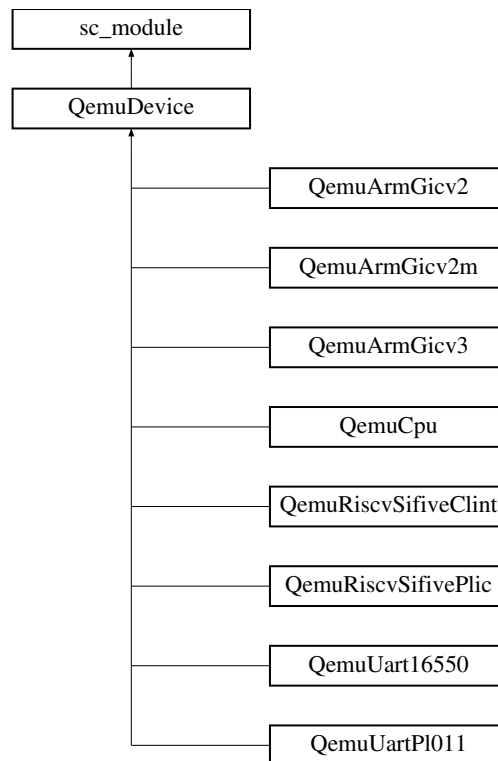 sc_module
QemuDevice
QemuArmGicv2
QemuArmGicv2m
QemuArmGicv3
QemuCpu
QemuRiscvSifiveClint
QemuRiscvSifivePlic
QemuUart16550
QemuUartPl011